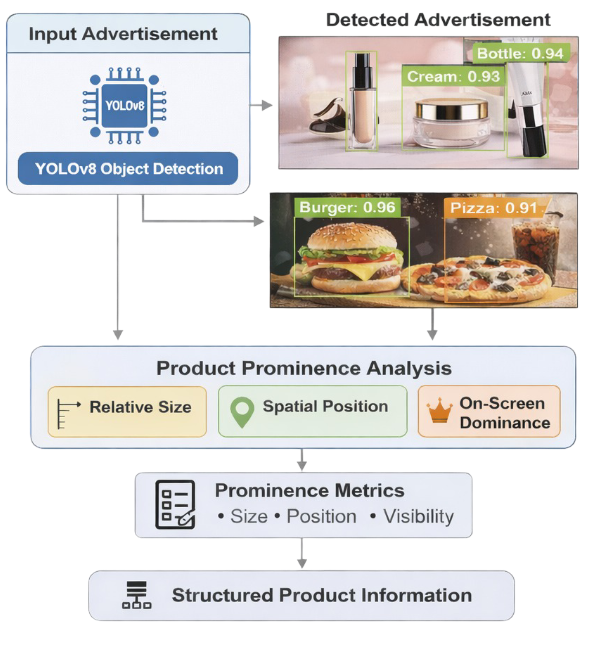 Input Advertisement
YOLOv8
YOLOv8 Object Detection
Detected Advertisement
Bottle: 0.94
Cream: 0.93
Burger: 0.96
Pizza: 0.91
Product Prominence Analysis
Relative Size
Spatial Position
On-Screen
Dominance
Prominence Metrics
• Size • Position • Visibility
Structured Product Information